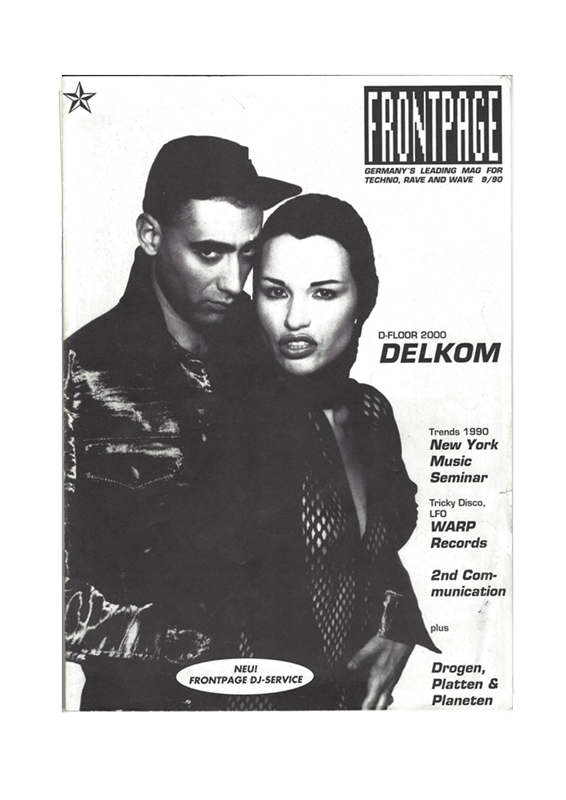 FRONTPAGE
GERMANY'S LEADING MAG FOR
TECHNO, RAVE AND WAVE 9/90
D-FLOOR 2000
DELKOM
Trends 1990
New York
Music
Seminar
Tricky Disco,
LFO
WARP
Records
2nd Com-
munication
plus
Drogen,
Platten &
Planeten
NEU!
FRONTPAGE DJ-SERVICE